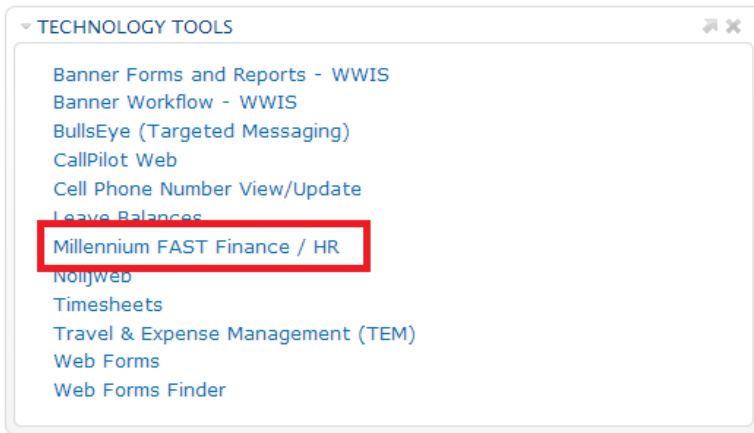 TECHNOLOGY TOOLS
Banner Forms and Reports - WWIS
Banner Workflow - WWIS
BullsEye (Targeted Messaging)
CallPilot Web
Cell Phone Number View/Update
Leave Balances
Millennium FAST Finance / HR
NolijWeb
Timesheets
Travel & Expense Management (TEM)
Web Forms
Web Forms Finder